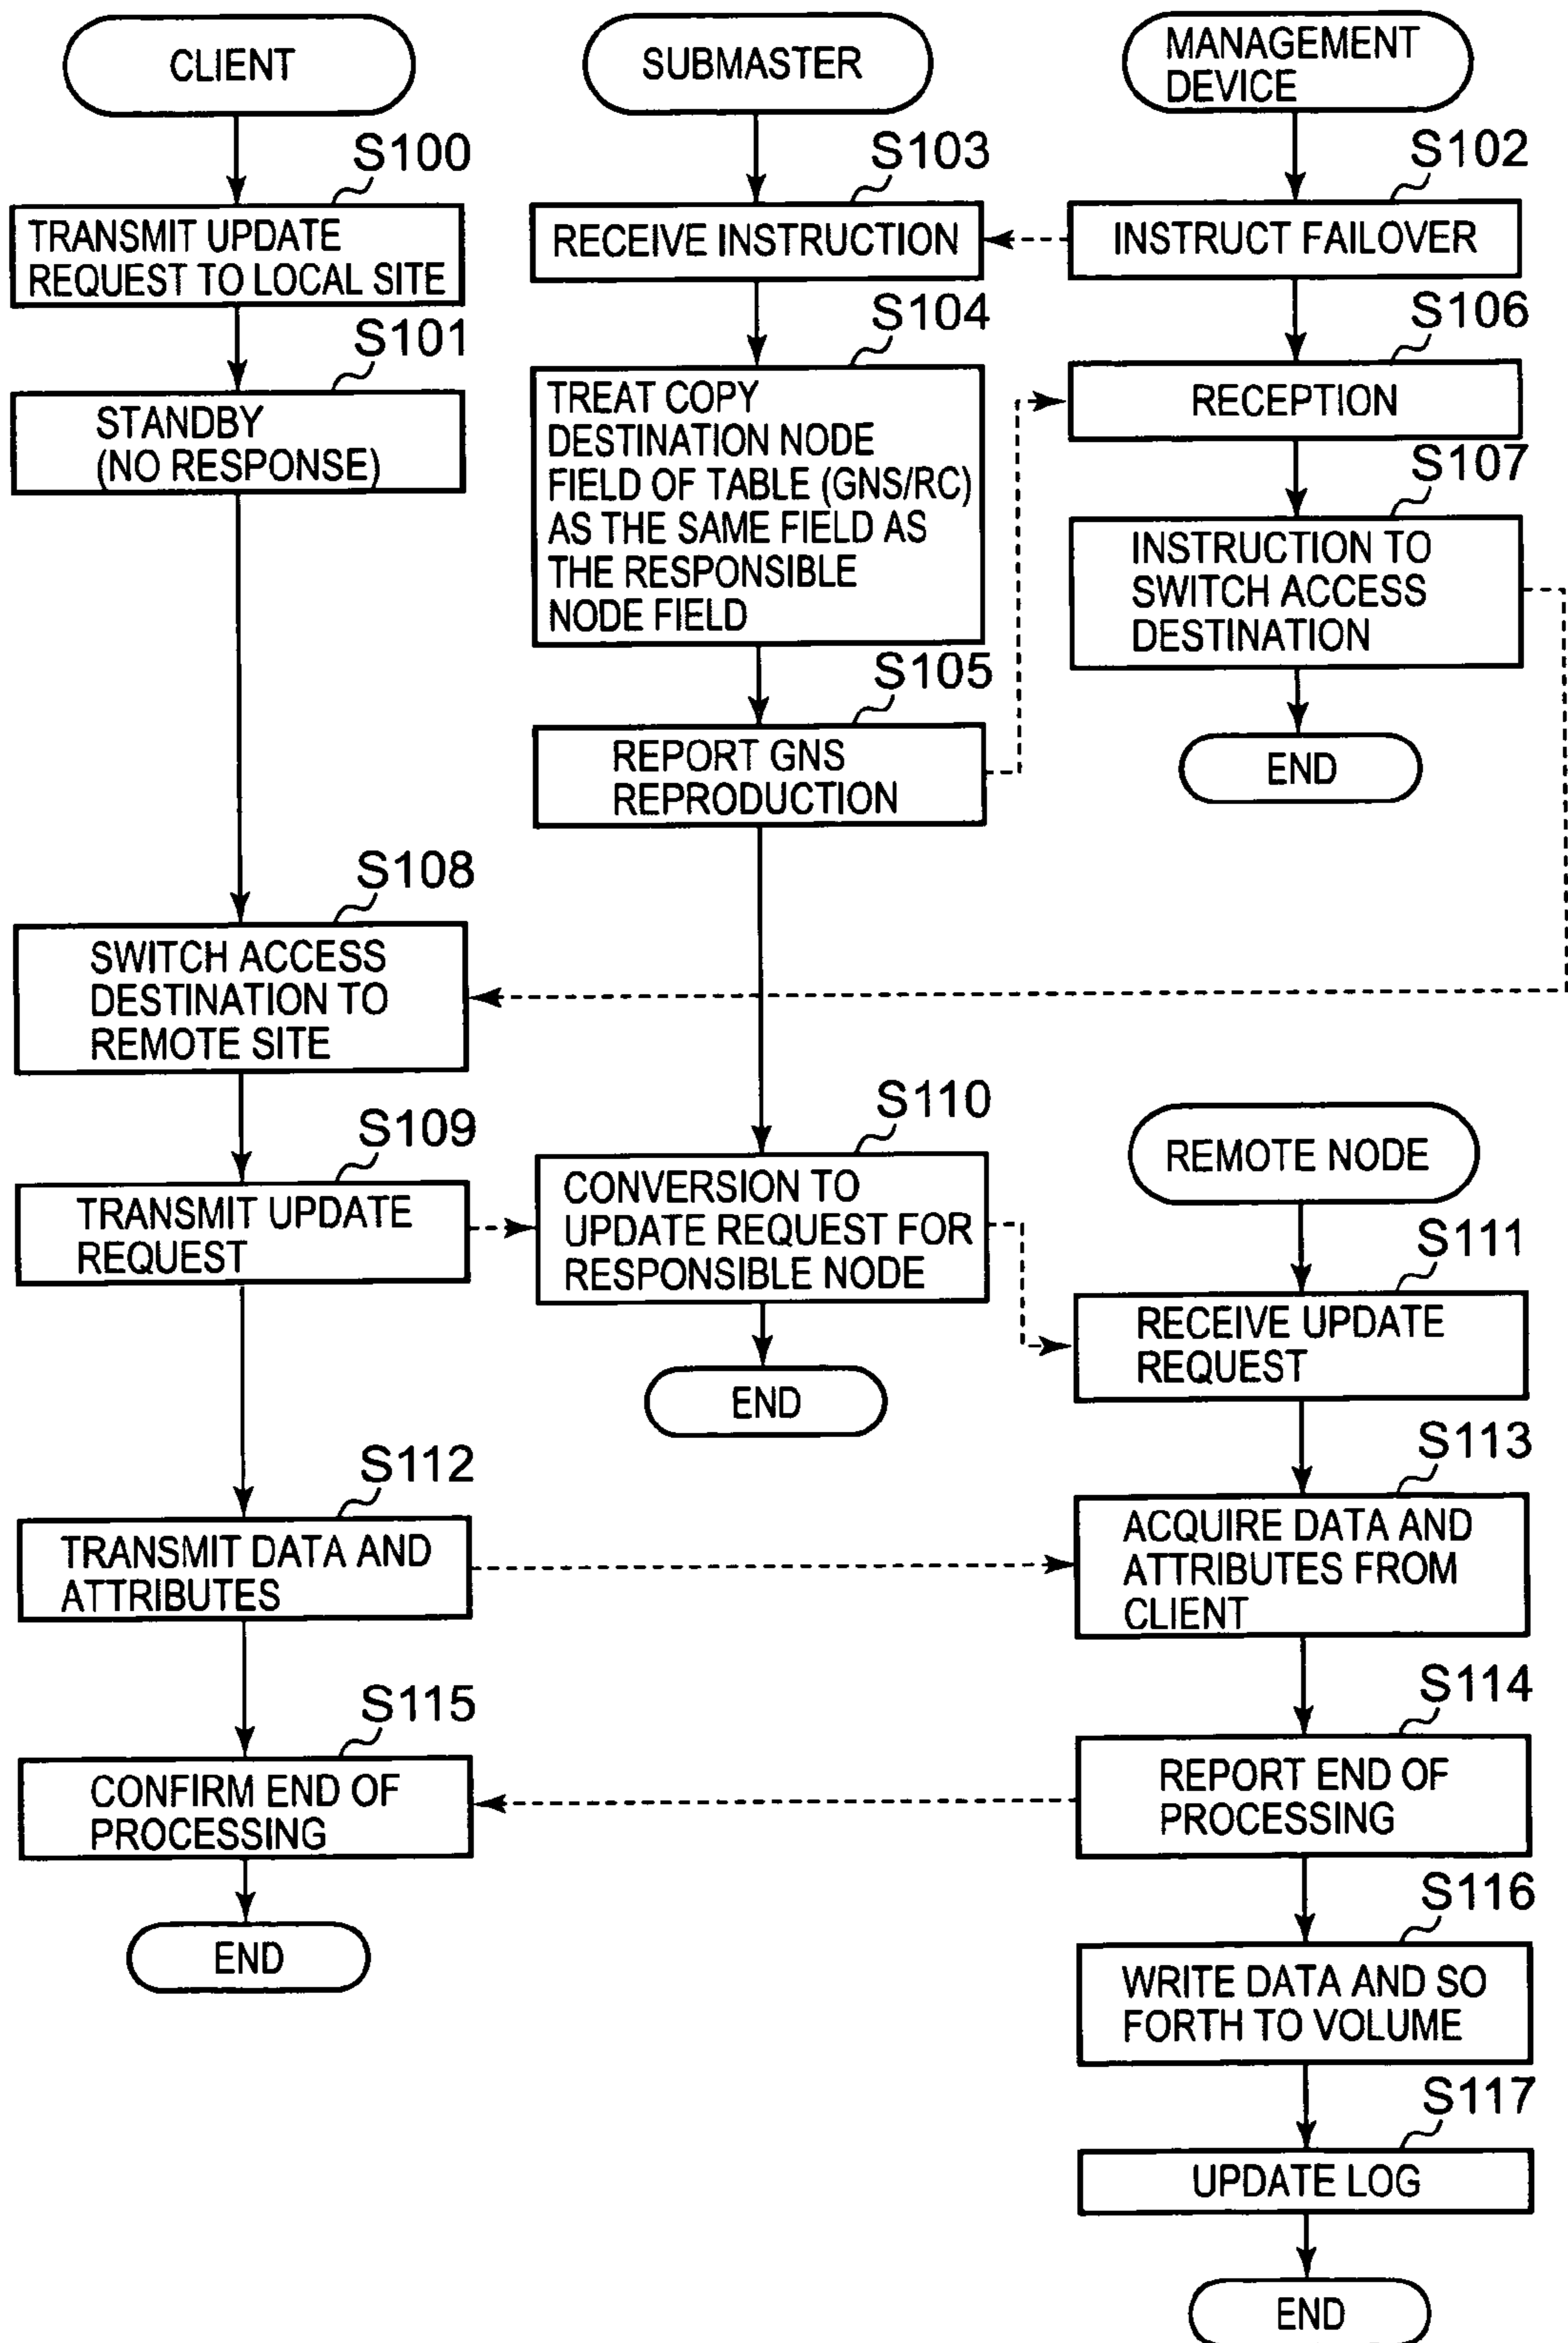 CLIENT
S100
TRANSMIT UPDATE
REQUEST TO LOCAL SITE
S101
STANDBY
(NO RESPONSE)
S108
SWITCH ACCESS
DESTINATION TO
REMOTE SITE
S109
TRANSMIT UPDATE
REQUEST
S112
TRANSMIT DATA AND
ATTRIBUTES
S115
CONFIRM END OF
PROCESSING
END
SUBMASTER
S103
RECEIVE INSTRUCTION
S104
TREAT COPY
DESTINATION NODE
FIELD OF TABLE (GNS/RC)
AS THE SAME FIELD AS
THE RESPONSIBLE
NODE FIELD
S105
REPORT GNS
REPRODUCTION
S110
CONVERSION TO
UPDATE REQUEST FOR
RESPONSIBLE NODE
END
MANAGEMENT
DEVICE
S102
INSTRUCT FAILOVER
S106
RECEPTION
S107
INSTRUCTION TO
SWITCH ACCESS
DESTINATION
END
REMOTE NODE
S111
RECEIVE UPDATE
REQUEST
S113
ACQUIRE DATA AND
ATTRIBUTES FROM
CLIENT
S114
REPORT END OF
PROCESSING
S116
WRITE DATA AND SO
FORTH TO VOLUME
S117
UPDATE LOG
END